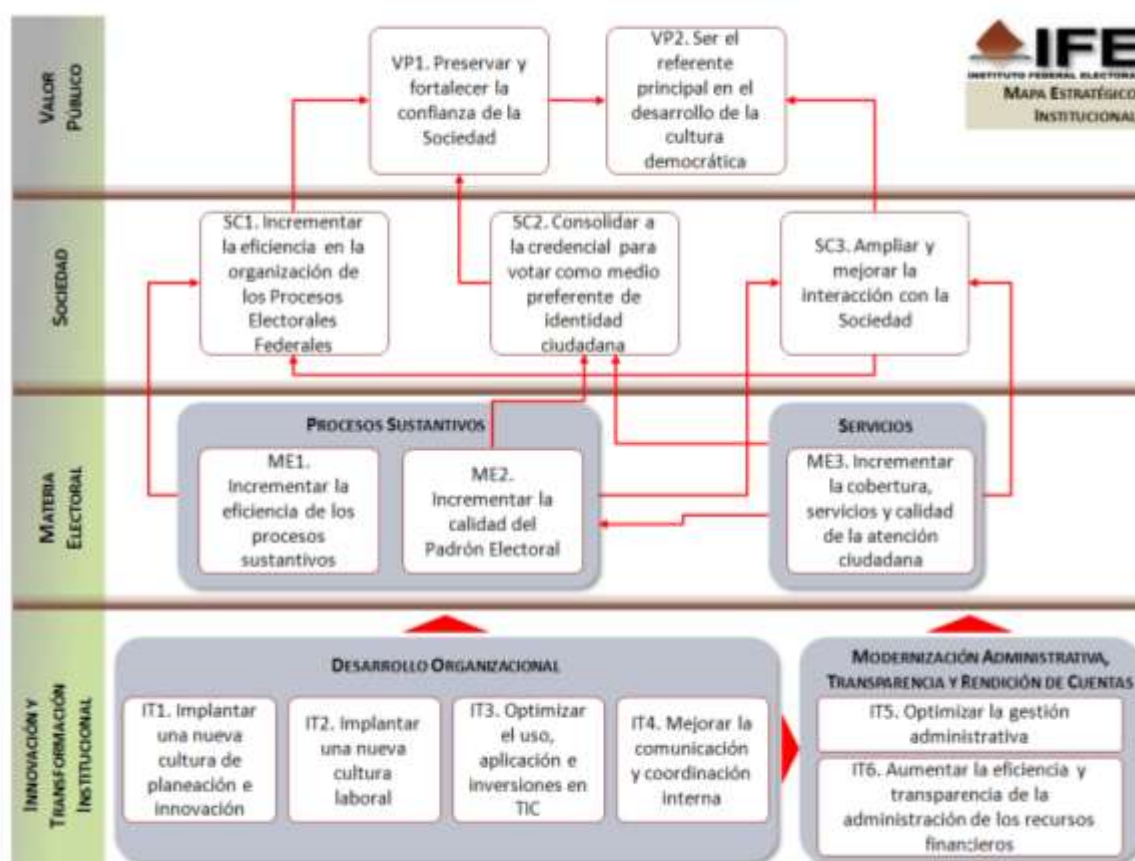 VALOR
PÚBLICO
VP1. Preservar y
fortalecer la
confianza de la
Sociedad
VP2. Ser el
referente
principal en el
desarrollo de la
cultura
democrática
IFE
INSTITUTO FEDERAL ELECTORAL
MAPA ESTRATÉGICO
INSTITUCIONAL
SOCIEDAD
SC1. Incrementar
la eficiencia en la
organización de
los Procesos
Electorales
Federales
SC2. Consolidar a
la credencial para
votar como medio
preferente de
identidad
ciudadana
SC3. Ampliar y
mejorar la
interacción con la
Sociedad
MATERIA
ELECTORAL
PROCESOS SUSTANTIVOS
ME1.
Incrementar la
eficiencia de los
procesos
sustantivos
ME2.
Incrementar la
calidad del
Padrón Electoral
SERVICIOS
ME3. Incrementar
la cobertura,
servicios y calidad
de la atención
ciudadana
INNOVACIÓN Y
TRANSFORMACIÓN
INSTITUCIONAL
DESARROLLO ORGANIZACIONAL
IT1. Implantar
una nueva
cultura de
planeación e
innovación
IT2. Implantar
una nueva
cultura
laboral
IT3. Optimizar
el uso,
aplicación e
inversiones en
TIC
IT4. Mejorar la
comunicación
y coordinación
interna
MODERNIZACIÓN ADMINISTRATIVA,
TRANSPARENCIA Y RENDICIÓN DE CUENTAS
IT5. Optimizar la gestión
administrativa
IT6. Aumentar la eficiencia y
transparencia de la
administración de los recursos
financieros